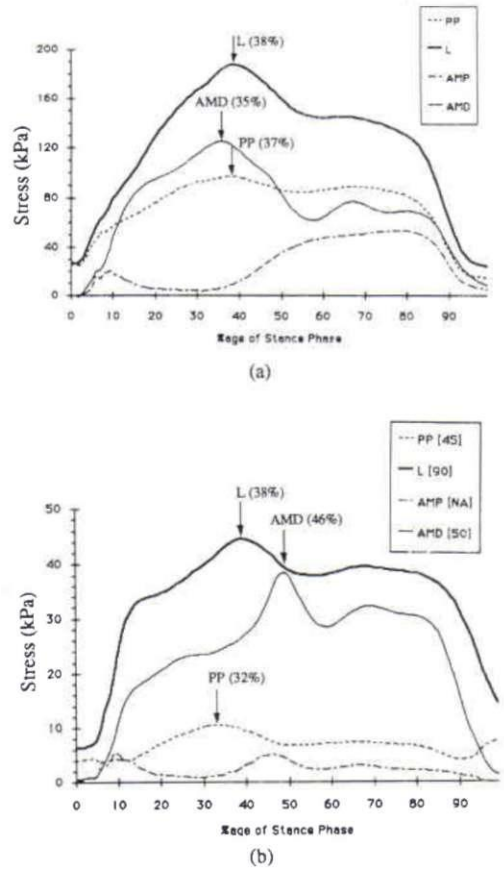 PP
L
AMP
AMD
L (38%)
AMD (35%)
PP (37%)
Stress (kPa)
200
160
120
80
40
0
0 10 20 30 40 50 60 70 80 90
%age of Stance Phase
(a)
PP [45]
L [90]
AMP [NA]
AMD [50]
L (38%)
AMD (46%)
PP (32%)
Stress (kPa)
50
40
30
20
10
0
0 10 20 30 40 50 60 70 80 90
%age of Stance Phase
(b)